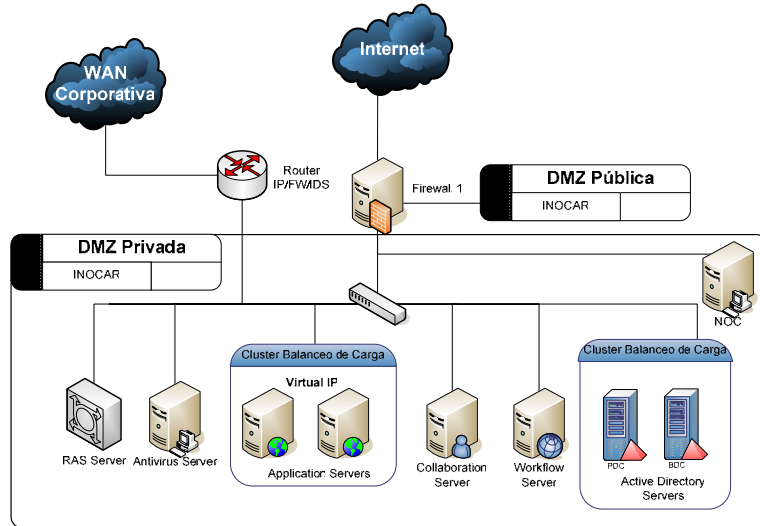 Internet
WAN
Corporativa
Router
IP/FW/IDS
Firewall 1
DMZ Pública
INOCAR
DMZ Privada
INOCAR
NOC
Cluster Balanceo de Carga
Virtual IP
Application Servers
Cluster Balanceo de Carga
PDC
BDC
Active Directory
Servers
RAS Server
Antivirus Server
Collaboration
Server
Workflow
Server